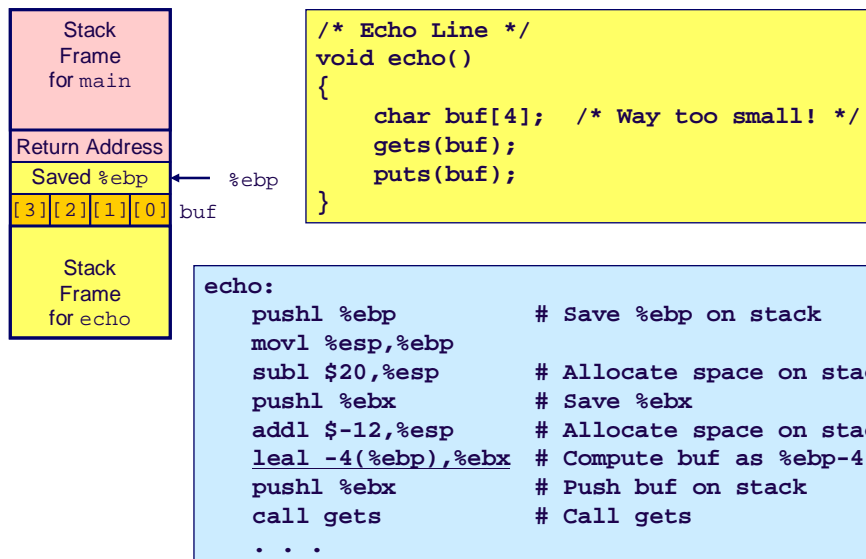 Stack
Frame
for main
Return Address
Saved %ebp
%ebp
[3] [2] [1] [0] buf
Stack
Frame
for echo
/* Echo Line */
void echo()
{
    char buf[4];  /* Way too small! */
    gets(buf);
    puts(buf);
}
echo:
    pushl %ebp          # Save %ebp on stack
    movl %esp,%ebp
    subl $20,%esp       # Allocate space on stac
    pushl %ebx          # Save %ebx
    addl $-12,%esp      # Allocate space on stac
    leal -4(%ebp),%ebx  # Compute buf as %ebp-4
    pushl %ebx          # Push buf on stack
    call gets           # Call gets
    . . .